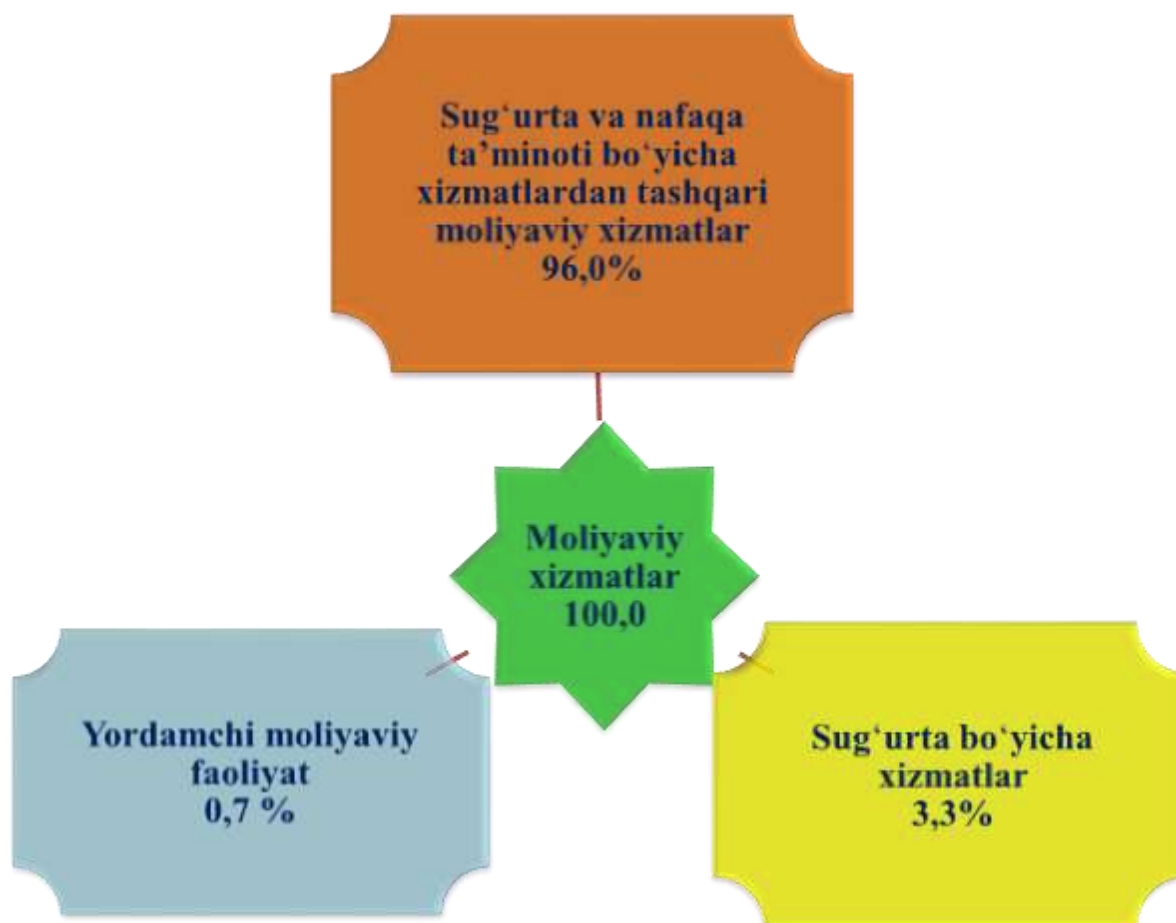 Sug‘urta va nafaqa
ta’minoti bo‘yicha
xizmatlardan tashqari
moliyaviy xizmatlar
96,0%
Moliyaviy
xizmatlar
100,0
Yordamchi moliyaviy
faoliyat
0,7 %
Sug‘urta bo‘yicha
xizmatlar
3,3%